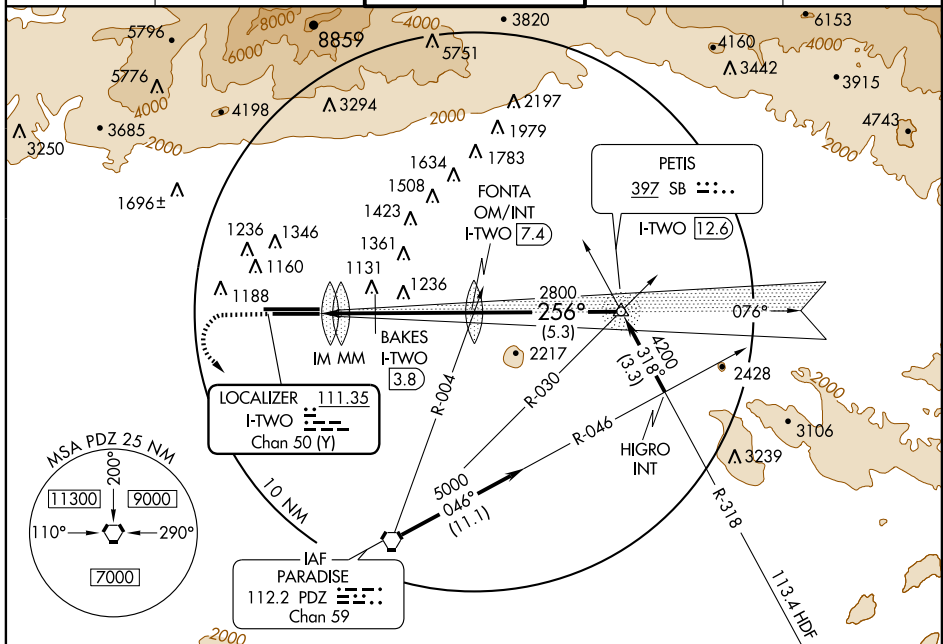 5796
8000
8859
4000
5751
3820
6153
4160
4000
3442
3915
6000
5776
4000
4198
3294
2197
2000
4743
3250
3685
2000
1979
2000
1783
1634
1508
1696±
1423
FONTA
OM/INT
I-TWO 7.4
PETIS
397 SB
I-TWO 12.6
1236
1346
1160
1361
1131
1236
1188
2800
256°
(5.3)
076°
IM MM
BAKES
I-TWO
3.8
2217
4200
318°
(3.3)
2428
2000
LOCALIZER 111.35
I-TWO
Chan 50 (Y)
R-004
R-030
R-046
HIGRO
INT
3106
3239
MSA PDZ 25 NM
200°
11300
9000
110°
290°
7000
10 NM
5000
046°
(11.1)
R-318
113.4 HDF
IAF
PARADISE
112.2 PDZ
Chan 59
2000